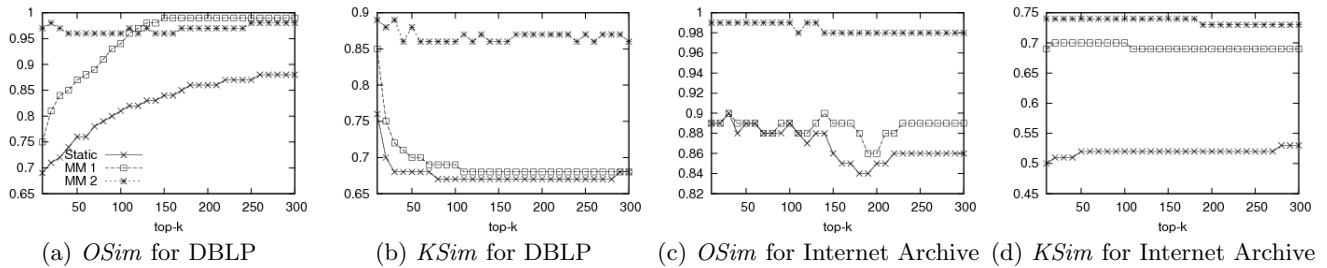 1
0.95
0.9
0.85
0.8
0.75
0.7
0.65
Static
MM 1
MM 2
50 100 150 200 250 300
top-k
(a) OSim for DBLP
0.9
0.85
0.8
0.75
0.7
0.65
50 100 150 200 250 300
top-k
(b) KSim for DBLP
1
0.98
0.96
0.94
0.92
0.9
0.88
0.86
0.84
0.82
50 100 150 200 250 300
top-k
(c) OSim for Internet Archive
0.75
0.7
0.65
0.6
0.55
0.5
0.45
50 100 150 200 250 300
top-k
(d) KSim for Internet Archive